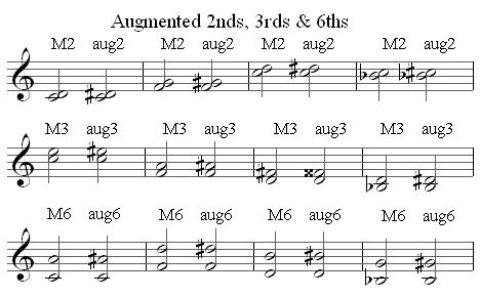 Augmented 2nds, 3rds & 6ths
M2 aug2 M2 aug2 M2 aug2 M2 aug2
M3 aug3 M3 aug3 M3 aug3 M3 aug3
M6 aug6 M6 aug6 M6 aug6 M6 aug6